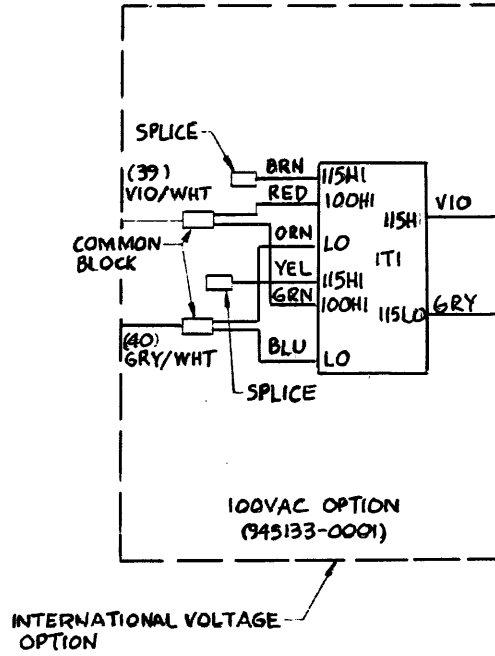 SPLICE
(39)
VIO/WHT
BRN
RED
115HI
100HI
115HI
VIO
COMMON
BLOCK
ORN
LO
YEL
115HI
IT1
GRN
100HI
115LO
GRY
(40)
GRY/WHT
BLU
LO
SPLICE
100VAC OPTION
(945133-0001)
INTERNATIONAL VOLTAGE
OPTION